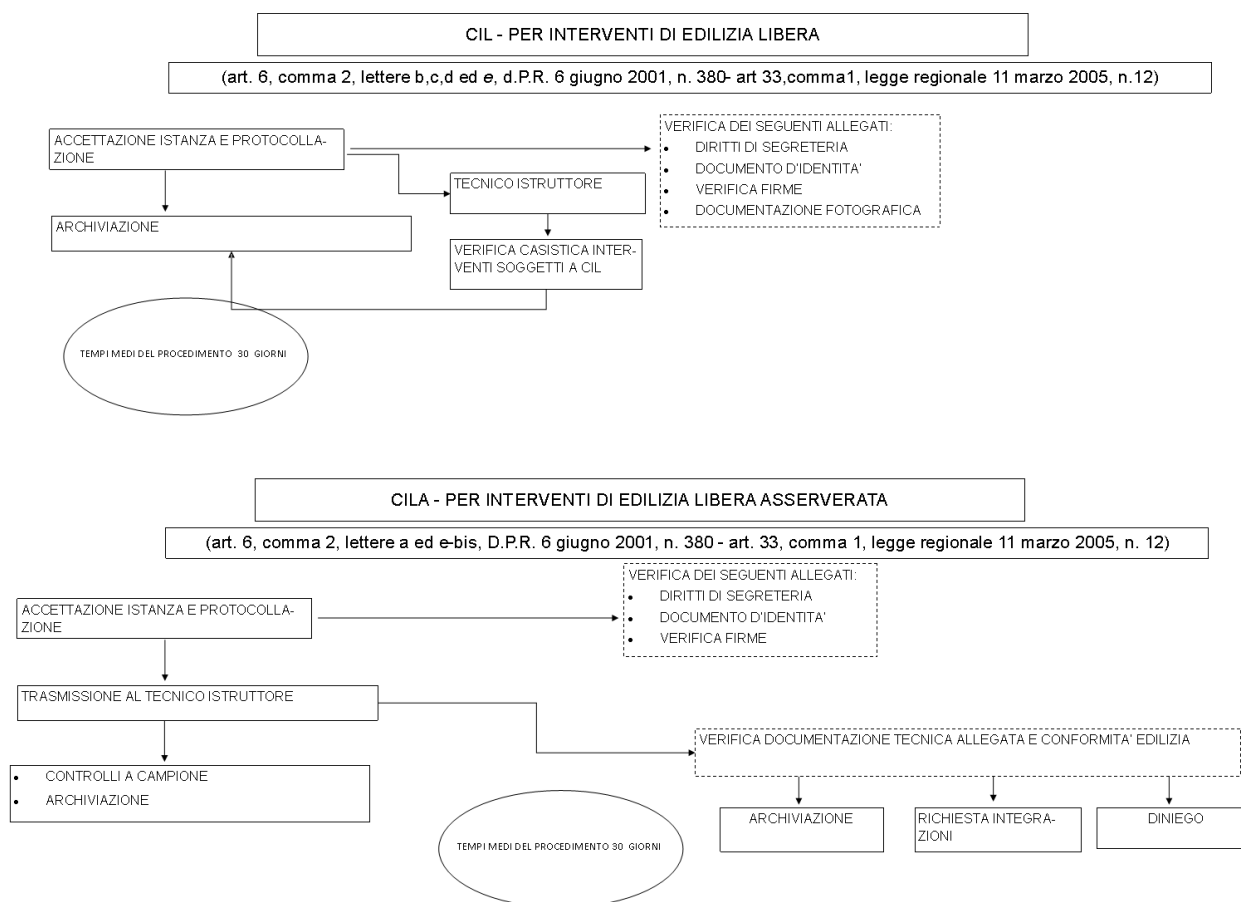 CIL - PER INTERVENTI DI EDILIZIA LIBERA
(art. 6, comma 2, lettere b,c,d ed e, d.P.R. 6 giugno 2001, n. 380- art 33,comma1, legge regionale 11 marzo 2005, n.12)
ACCETTAZIONE ISTANZA E PROTOCOLLA-
ZIONE
VERIFICA DEI SEGUENTI ALLEGATI:
• DIRITTI DI SEGRETERIA
• DOCUMENTO D'IDENTITA'
• VERIFICA FIRME
• DOCUMENTAZIONE FOTOGRAFICA
TECNICO ISTRUTTORE
ARCHIVIAZIONE
VERIFICA CASISTICA INTER-
VENTI SOGGETTI A CIL
TEMPI MEDI DEL PROCEDIMENTO 30 GIORNI
CILA - PER INTERVENTI DI EDILIZIA LIBERA ASSERVERATA
(art. 6, comma 2, lettere a ed e-bis, D.P.R. 6 giugno 2001, n. 380 - art. 33, comma 1, legge regionale 11 marzo 2005, n. 12)
ACCETTAZIONE ISTANZA E PROTOCOLLA-
ZIONE
VERIFICA DEI SEGUENTI ALLEGATI:
• DIRITTI DI SEGRETERIA
• DOCUMENTO D'IDENTITA'
• VERIFICA FIRME
TRASMISSIONE AL TECNICO ISTRUTTORE
VERIFICA DOCUMENTAZIONE TECNICA ALLEGATA E CONFORMITA' EDILIZIA
• CONTROLLI A CAMPIONE
• ARCHIVIAZIONE
ARCHIVIAZIONE
RICHIESTA INTEGRA-
ZIONI
DINIEGO
TEMPI MEDI DEL PROCEDIMENTO 30 GIORNI